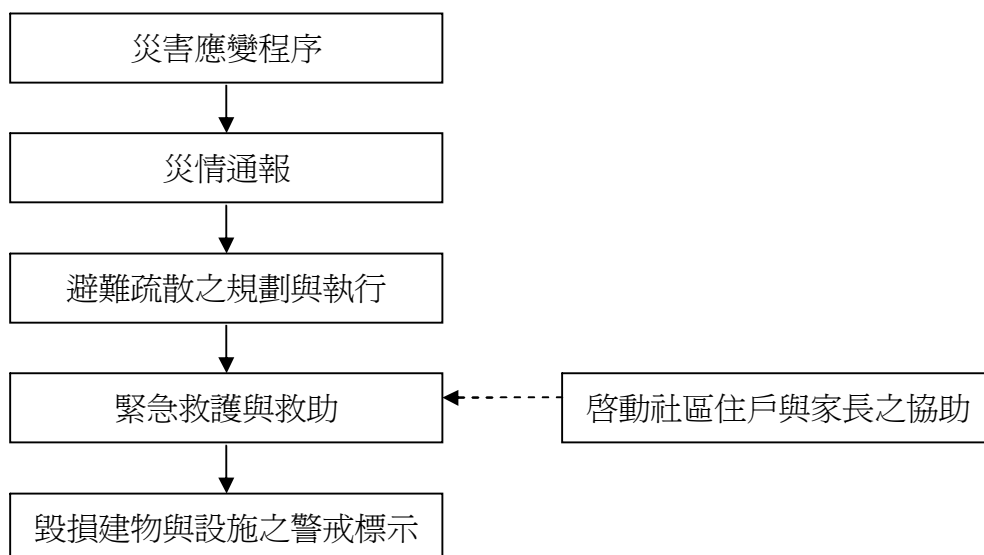 災害應變程序
災情通報
避難疏散之規劃與執行
緊急救護與救助
啓動社區住戶與家長之協助
毀損建物與設施之警戒標示